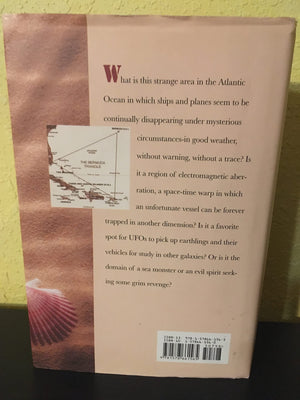 What is this strange area in the Atlantic
Ocean in which ships and planes seem to be
continually disappearing under mysterious
circumstances-in good weather,
without warning, without a trace? Is
it a region of electromagnetic aber-
ration, a space-time warp in which
an unfortunate vessel can be forever
trapped in another dimension? Is it a favorite
spot for UFOs to pick up earthlings and their
vehicles for study in other galaxies? Or is it the
domain of a sea monster or an evil spirit seek-
ing some grim revenge?
THE BERMUDA
TRIANGLE